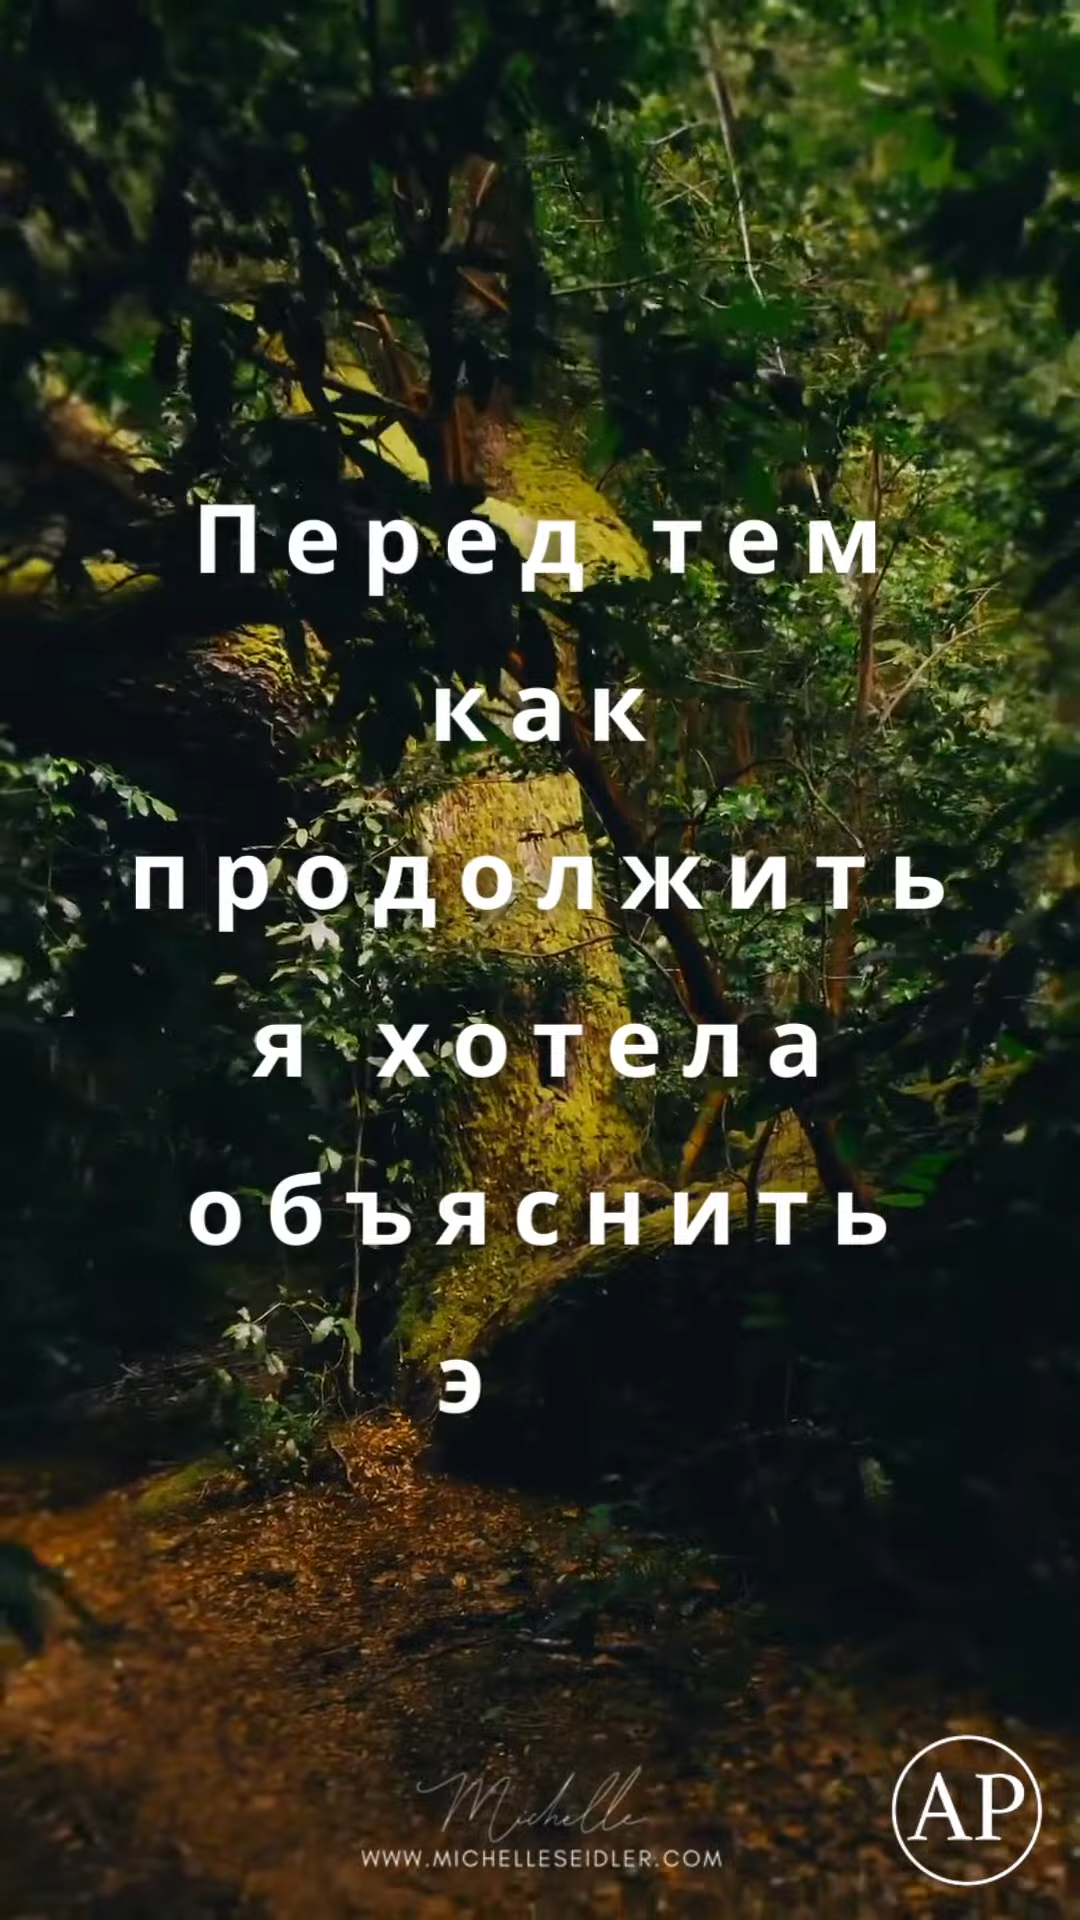 Перед тем
как
продолжить
я хотела
объяснить
э
Michelle
WWW.MICHELLESEIDLER.COM
AP